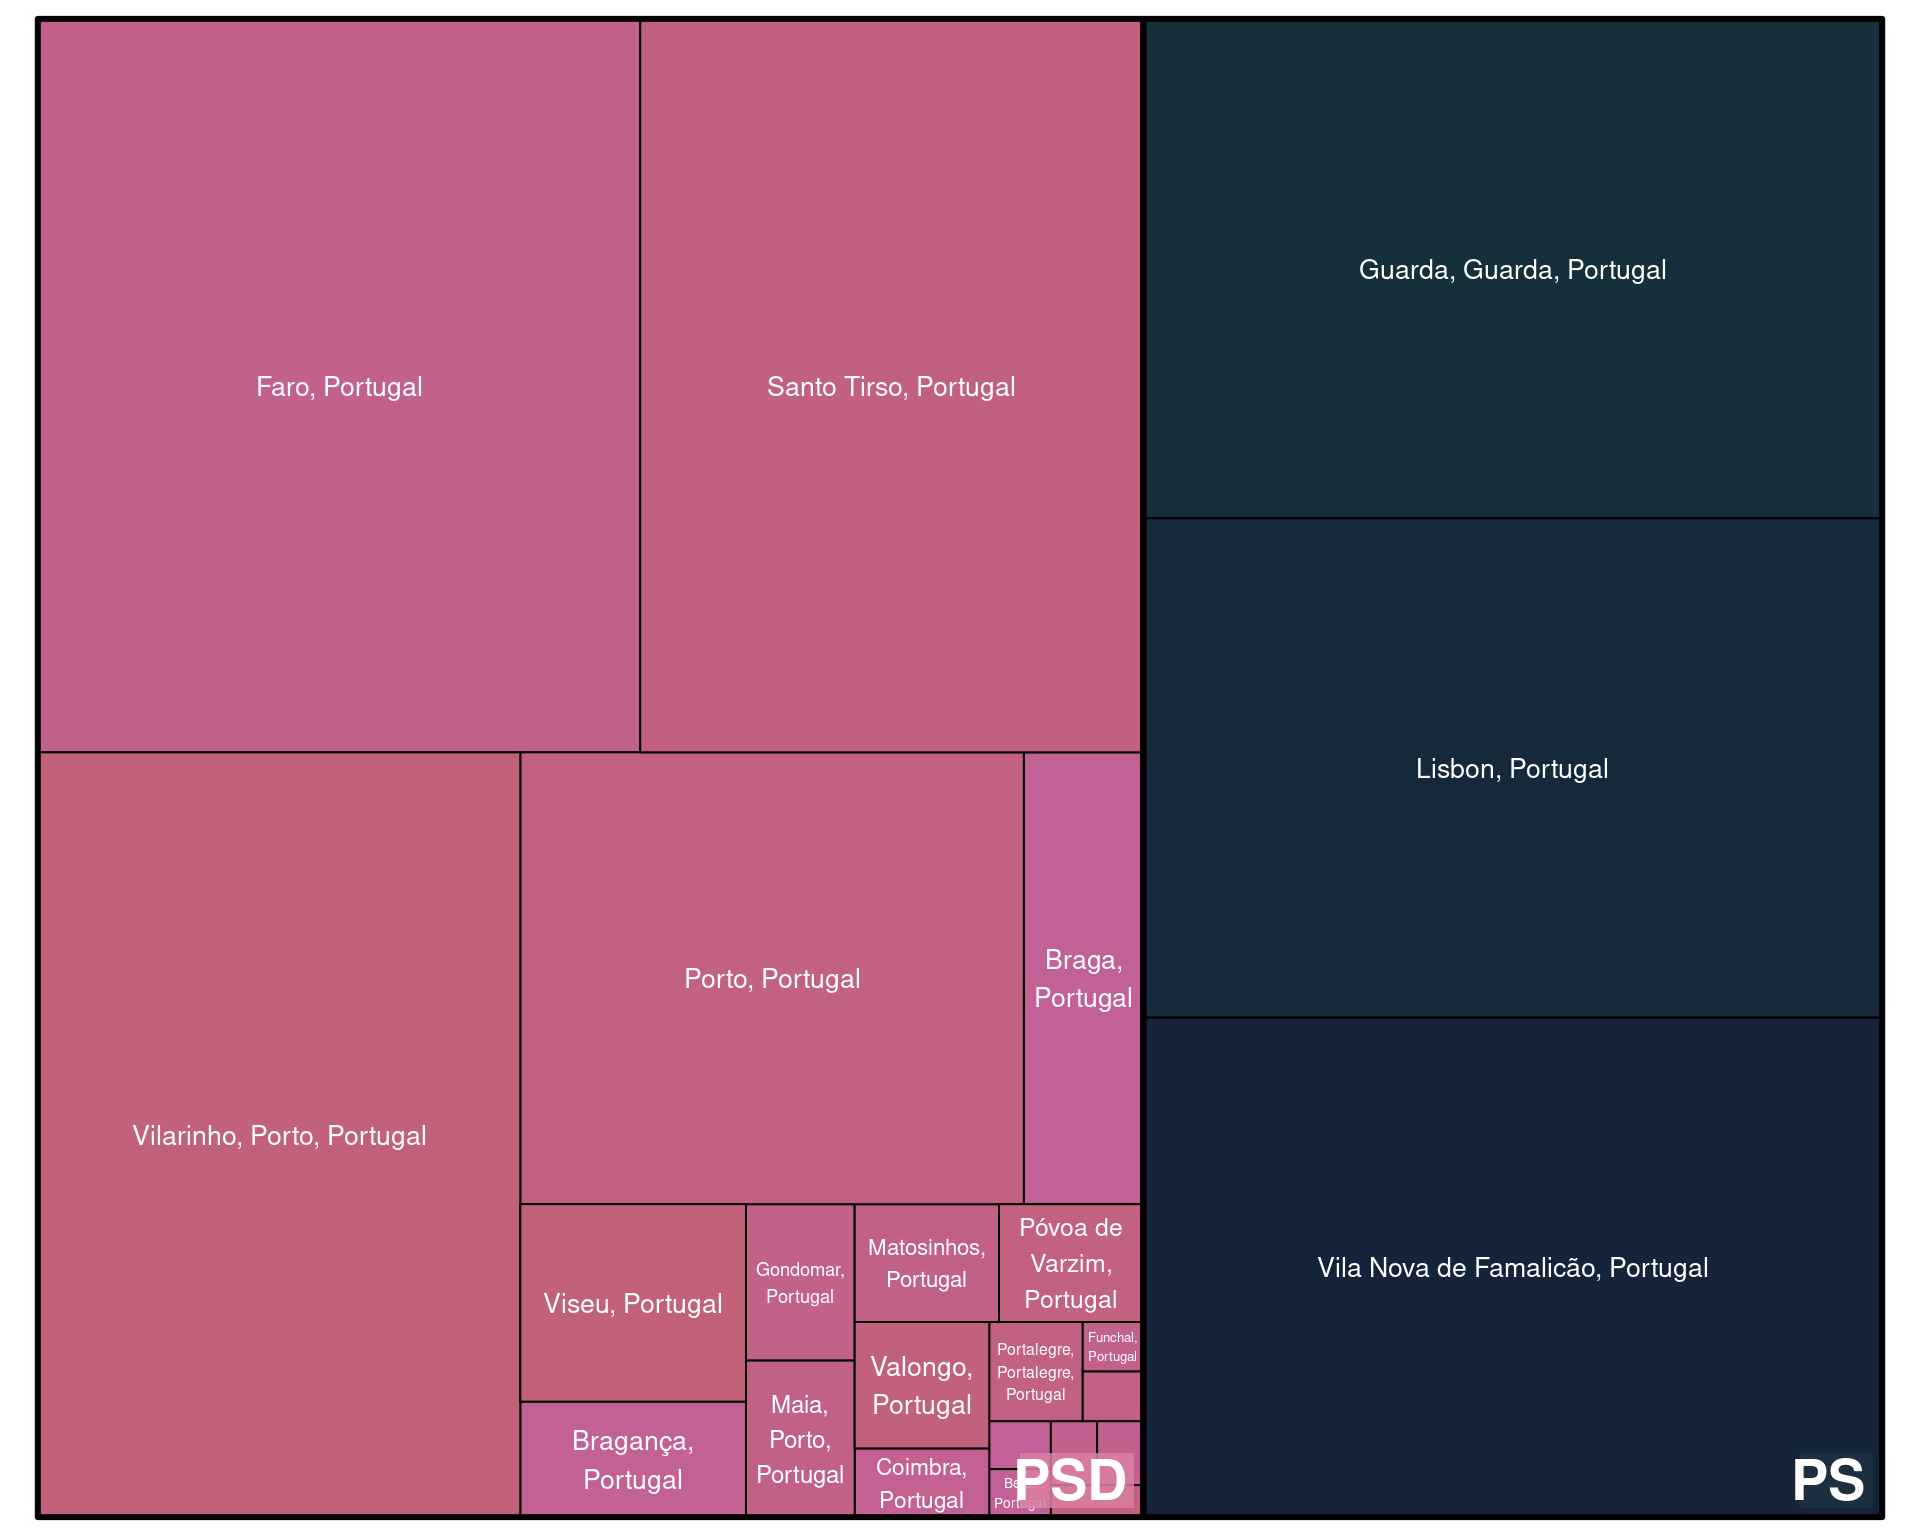 Faro, Portugal
Santo Tirso, Portugal
Guarda, Guarda, Portugal
Lisbon, Portugal
Vilarinho, Porto, Portugal
Porto, Portugal
Braga,
Portugal
Vila Nova de Famalicão, Portugal
Viseu, Portugal
Gondomar,
Portugal
Matosinhos,
Portugal
Póvoa de
Varzim,
Portugal
Bragança,
Portugal
Maia,
Porto,
Portugal
Valongo,
Portugal
Portalegre,
Portalegre,
Portugal
Funchal,
Portugal
Coimbra,
Portugal
Portugal
PSD
PS